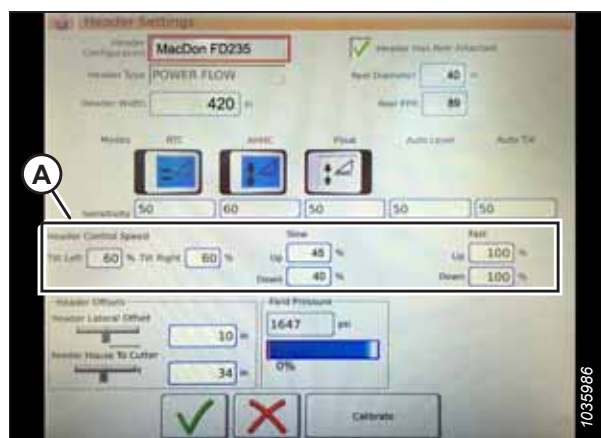 Header Settings
Header Configuration MacDon FD235
Header Has Reel Attached
Header Type POWER FLOW
Reel Diameter 40 in
Header Width 420 in
Reel PPR 89
Modes RTC AHHC Float Auto Level Auto Tilt
A
Sensitivity 50 60 50 50 50
Header Control Speed Slow Fast
Tilt Left 60 % Tilt Right 60 % Up 45 % Up 100 %
Down 40 % Down 100 %
Header Offsets Field Pressure
Header Lateral Offset 1647 psi
10 in
Feeder House To Cutter 0%
34 in
Calibrate
1035986